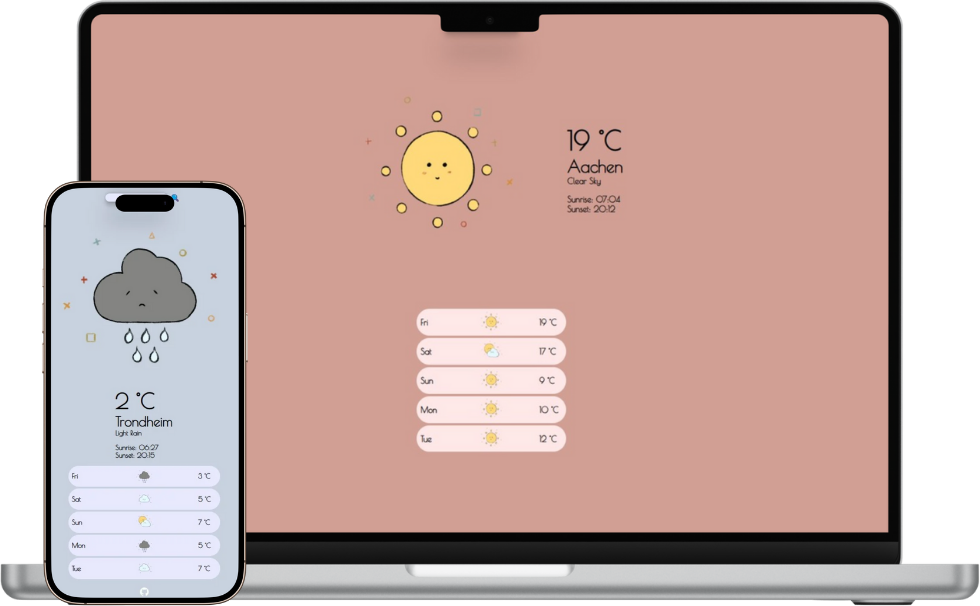 19 °C
Aachen
Clear Sky
Sunrise: 07:04
Sunset: 20:12
Fri 19 °C
Sat 17 °C
Sun 9 °C
Mon 10 °C
Tue 12 °C
2 °C
Trondheim
Light Rain
Sunrise: 06:27
Sunset: 20:15
Fri 3 °C
Sat 5 °C
Sun 7 °C
Mon 5 °C
Tue 7 °C